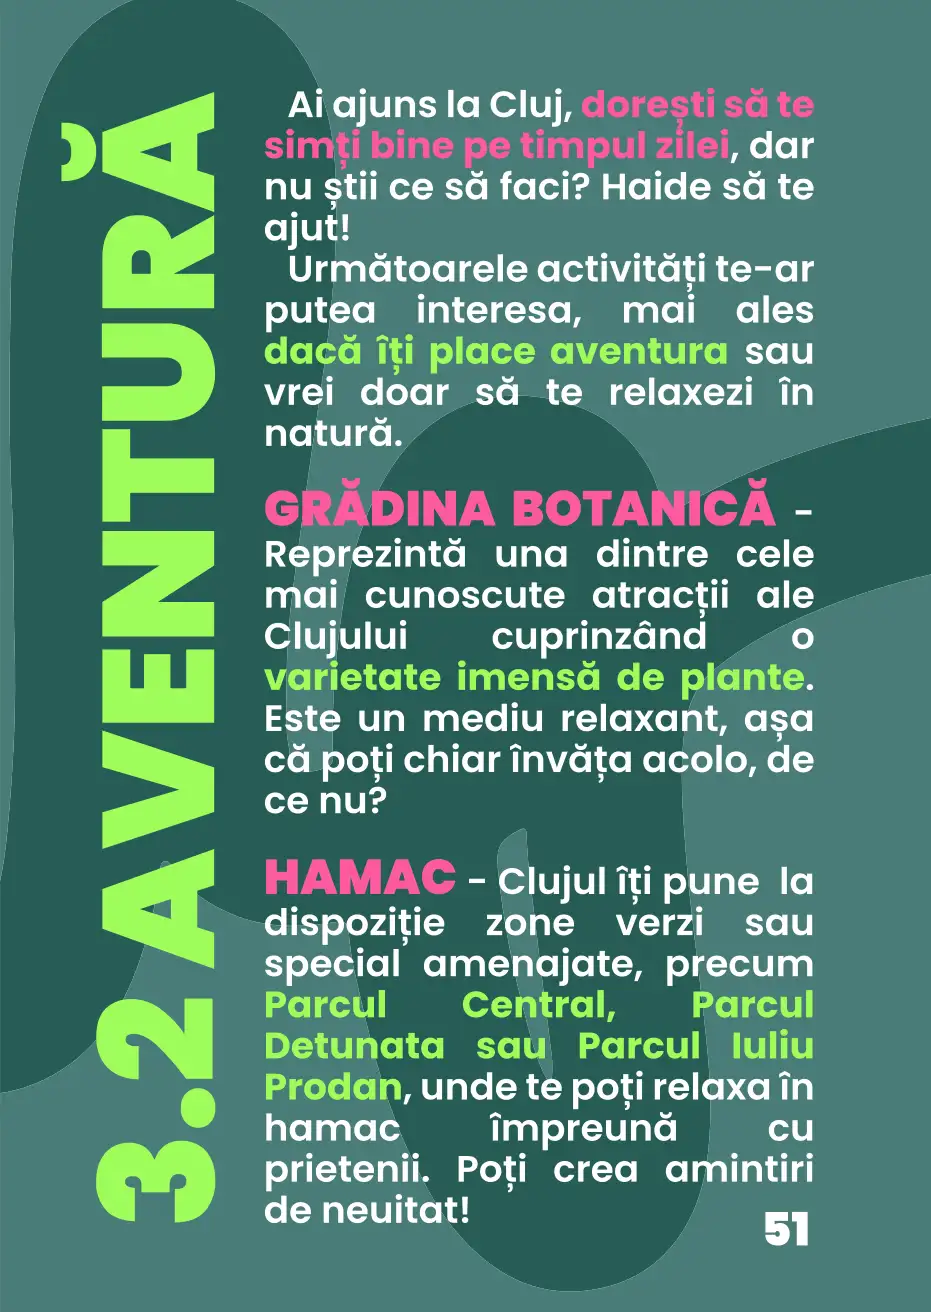 3.2 AVENTURĂ
Ai ajuns la Cluj, dorești să te
simți bine pe timpul zilei, dar
nu știi ce să faci? Haide să te
ajut!
Următoarele activități te-ar
putea interesa, mai ales
dacă îți place aventura sau
vrei doar să te relaxezi în
natură.
GRĂDINA BOTANICĂ -
Reprezintă una dintre cele
mai cunoscute atracții ale
Clujului cuprinzând o
varietate imensă de plante.
Este un mediu relaxant, așa
că poți chiar învăța acolo, de
ce nu?
HAMAC - Clujul îți pune la
dispoziție zone verzi sau
special amenajate, precum
Parcul Central, Parcul
Detunata sau Parcul Iuliu
Prodan, unde te poți relaxa în
hamac împreună cu
prietenii. Poți crea amintiri
de neuitat!
51